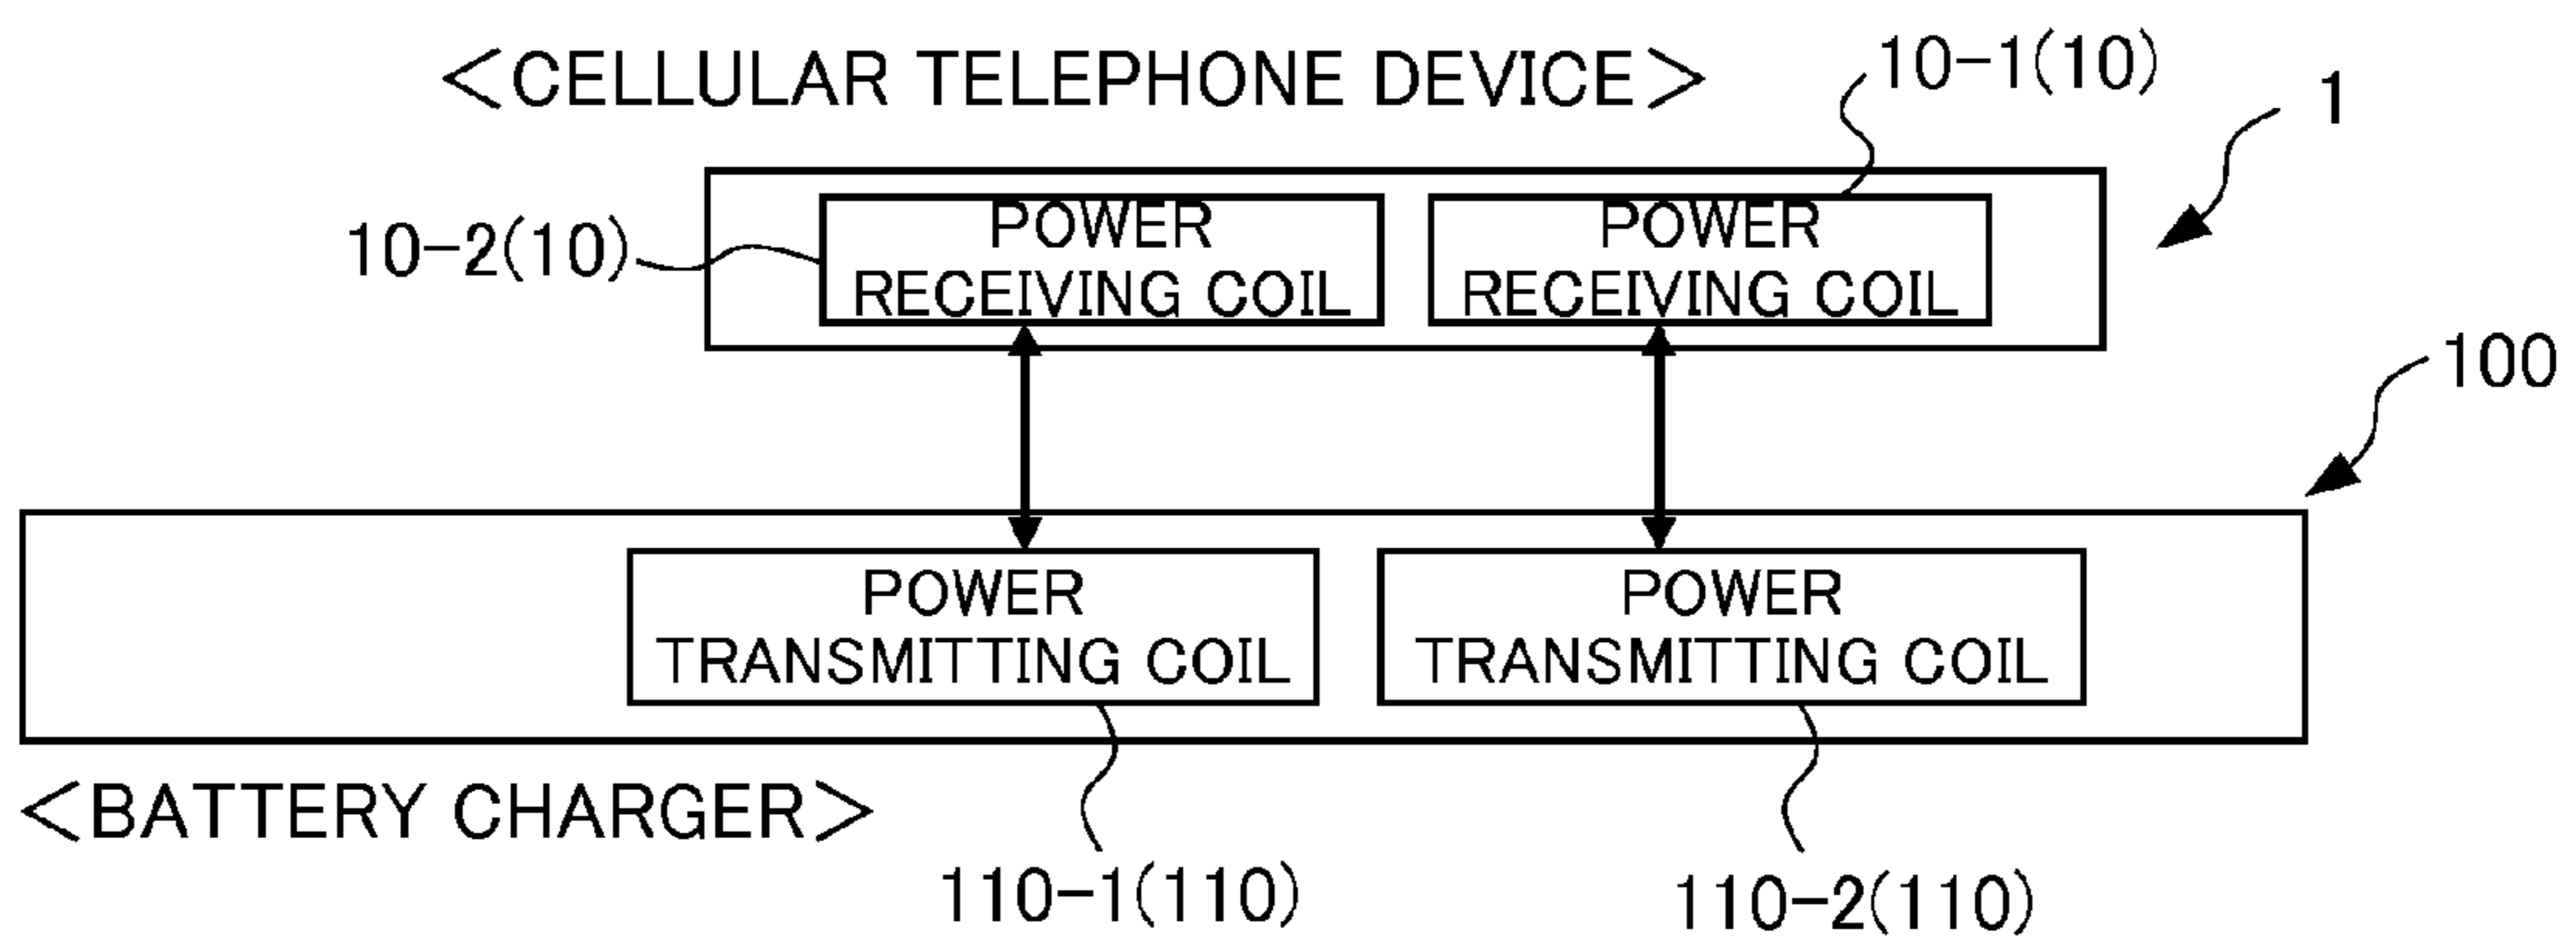 <CELLULAR TELEPHONE DEVICE>
10-1(10)
1
10-2(10)
POWER
RECEIVING COIL
POWER
RECEIVING COIL
100
POWER
TRANSMITTING COIL
POWER
TRANSMITTING COIL
<BATTERY CHARGER>
110-1(110)
110-2(110)